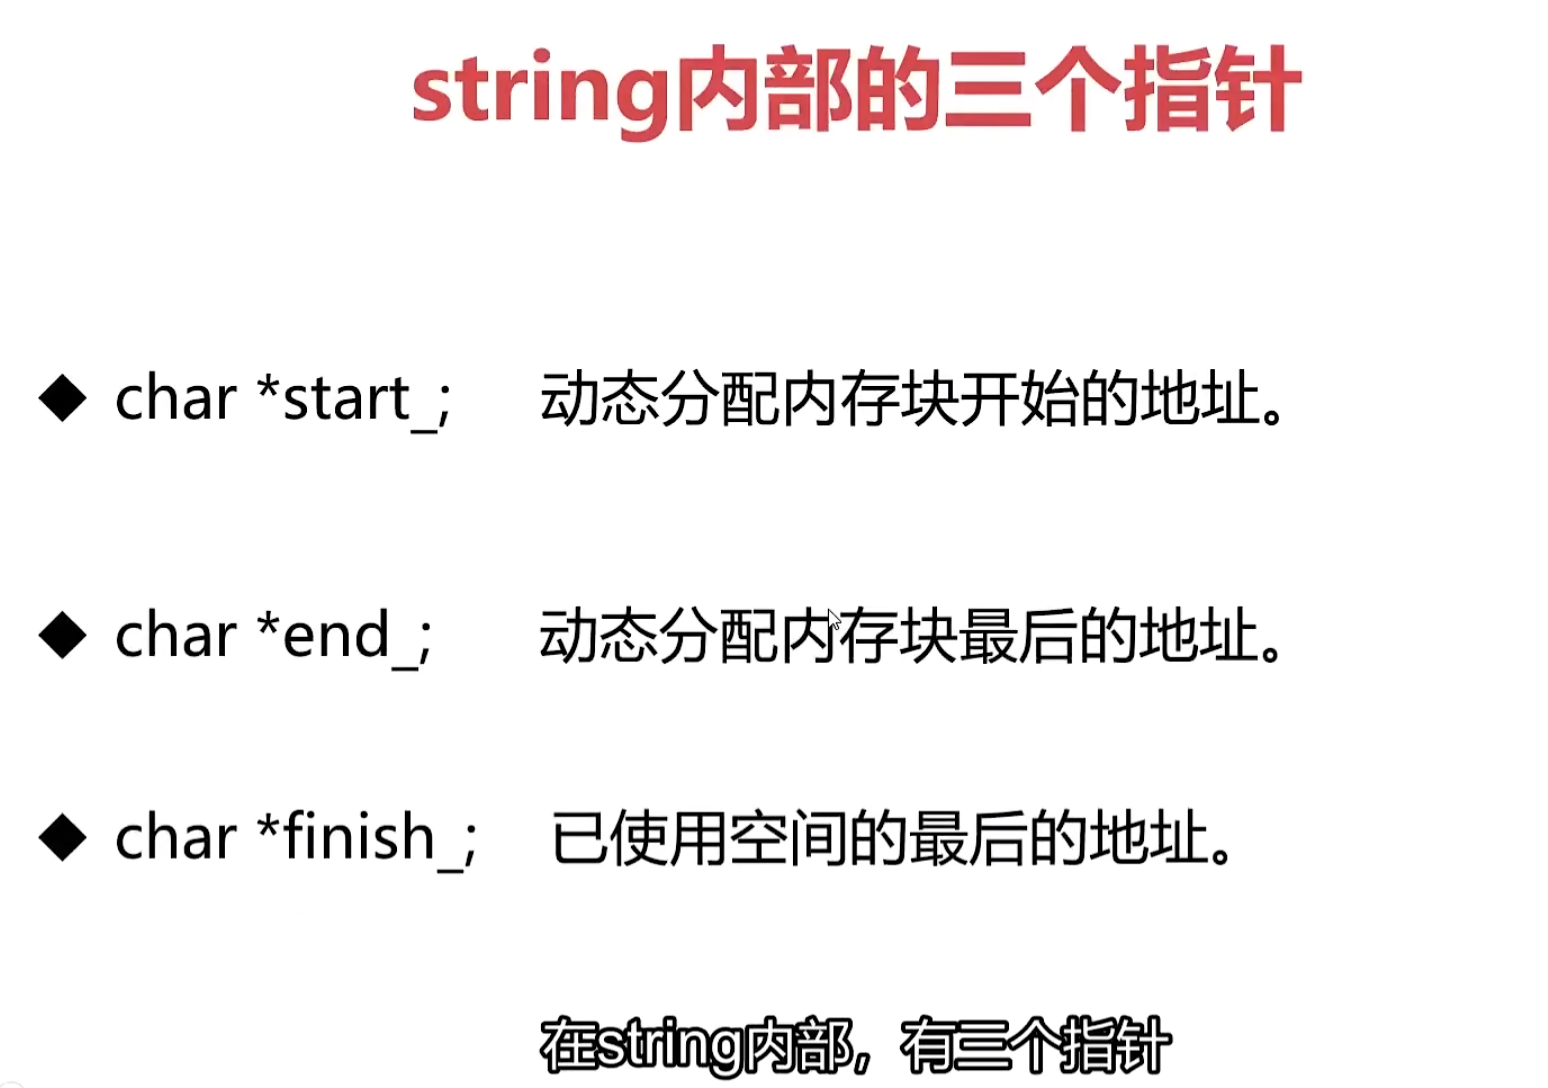 string内部的三个指针
◆ char *start_; 动态分配内存块开始的地址。
◆ char *end_; 动态分配内存块最后的地址。
◆ char *finish_; 已使用空间的最后的地址。
在string内部，有三个指针